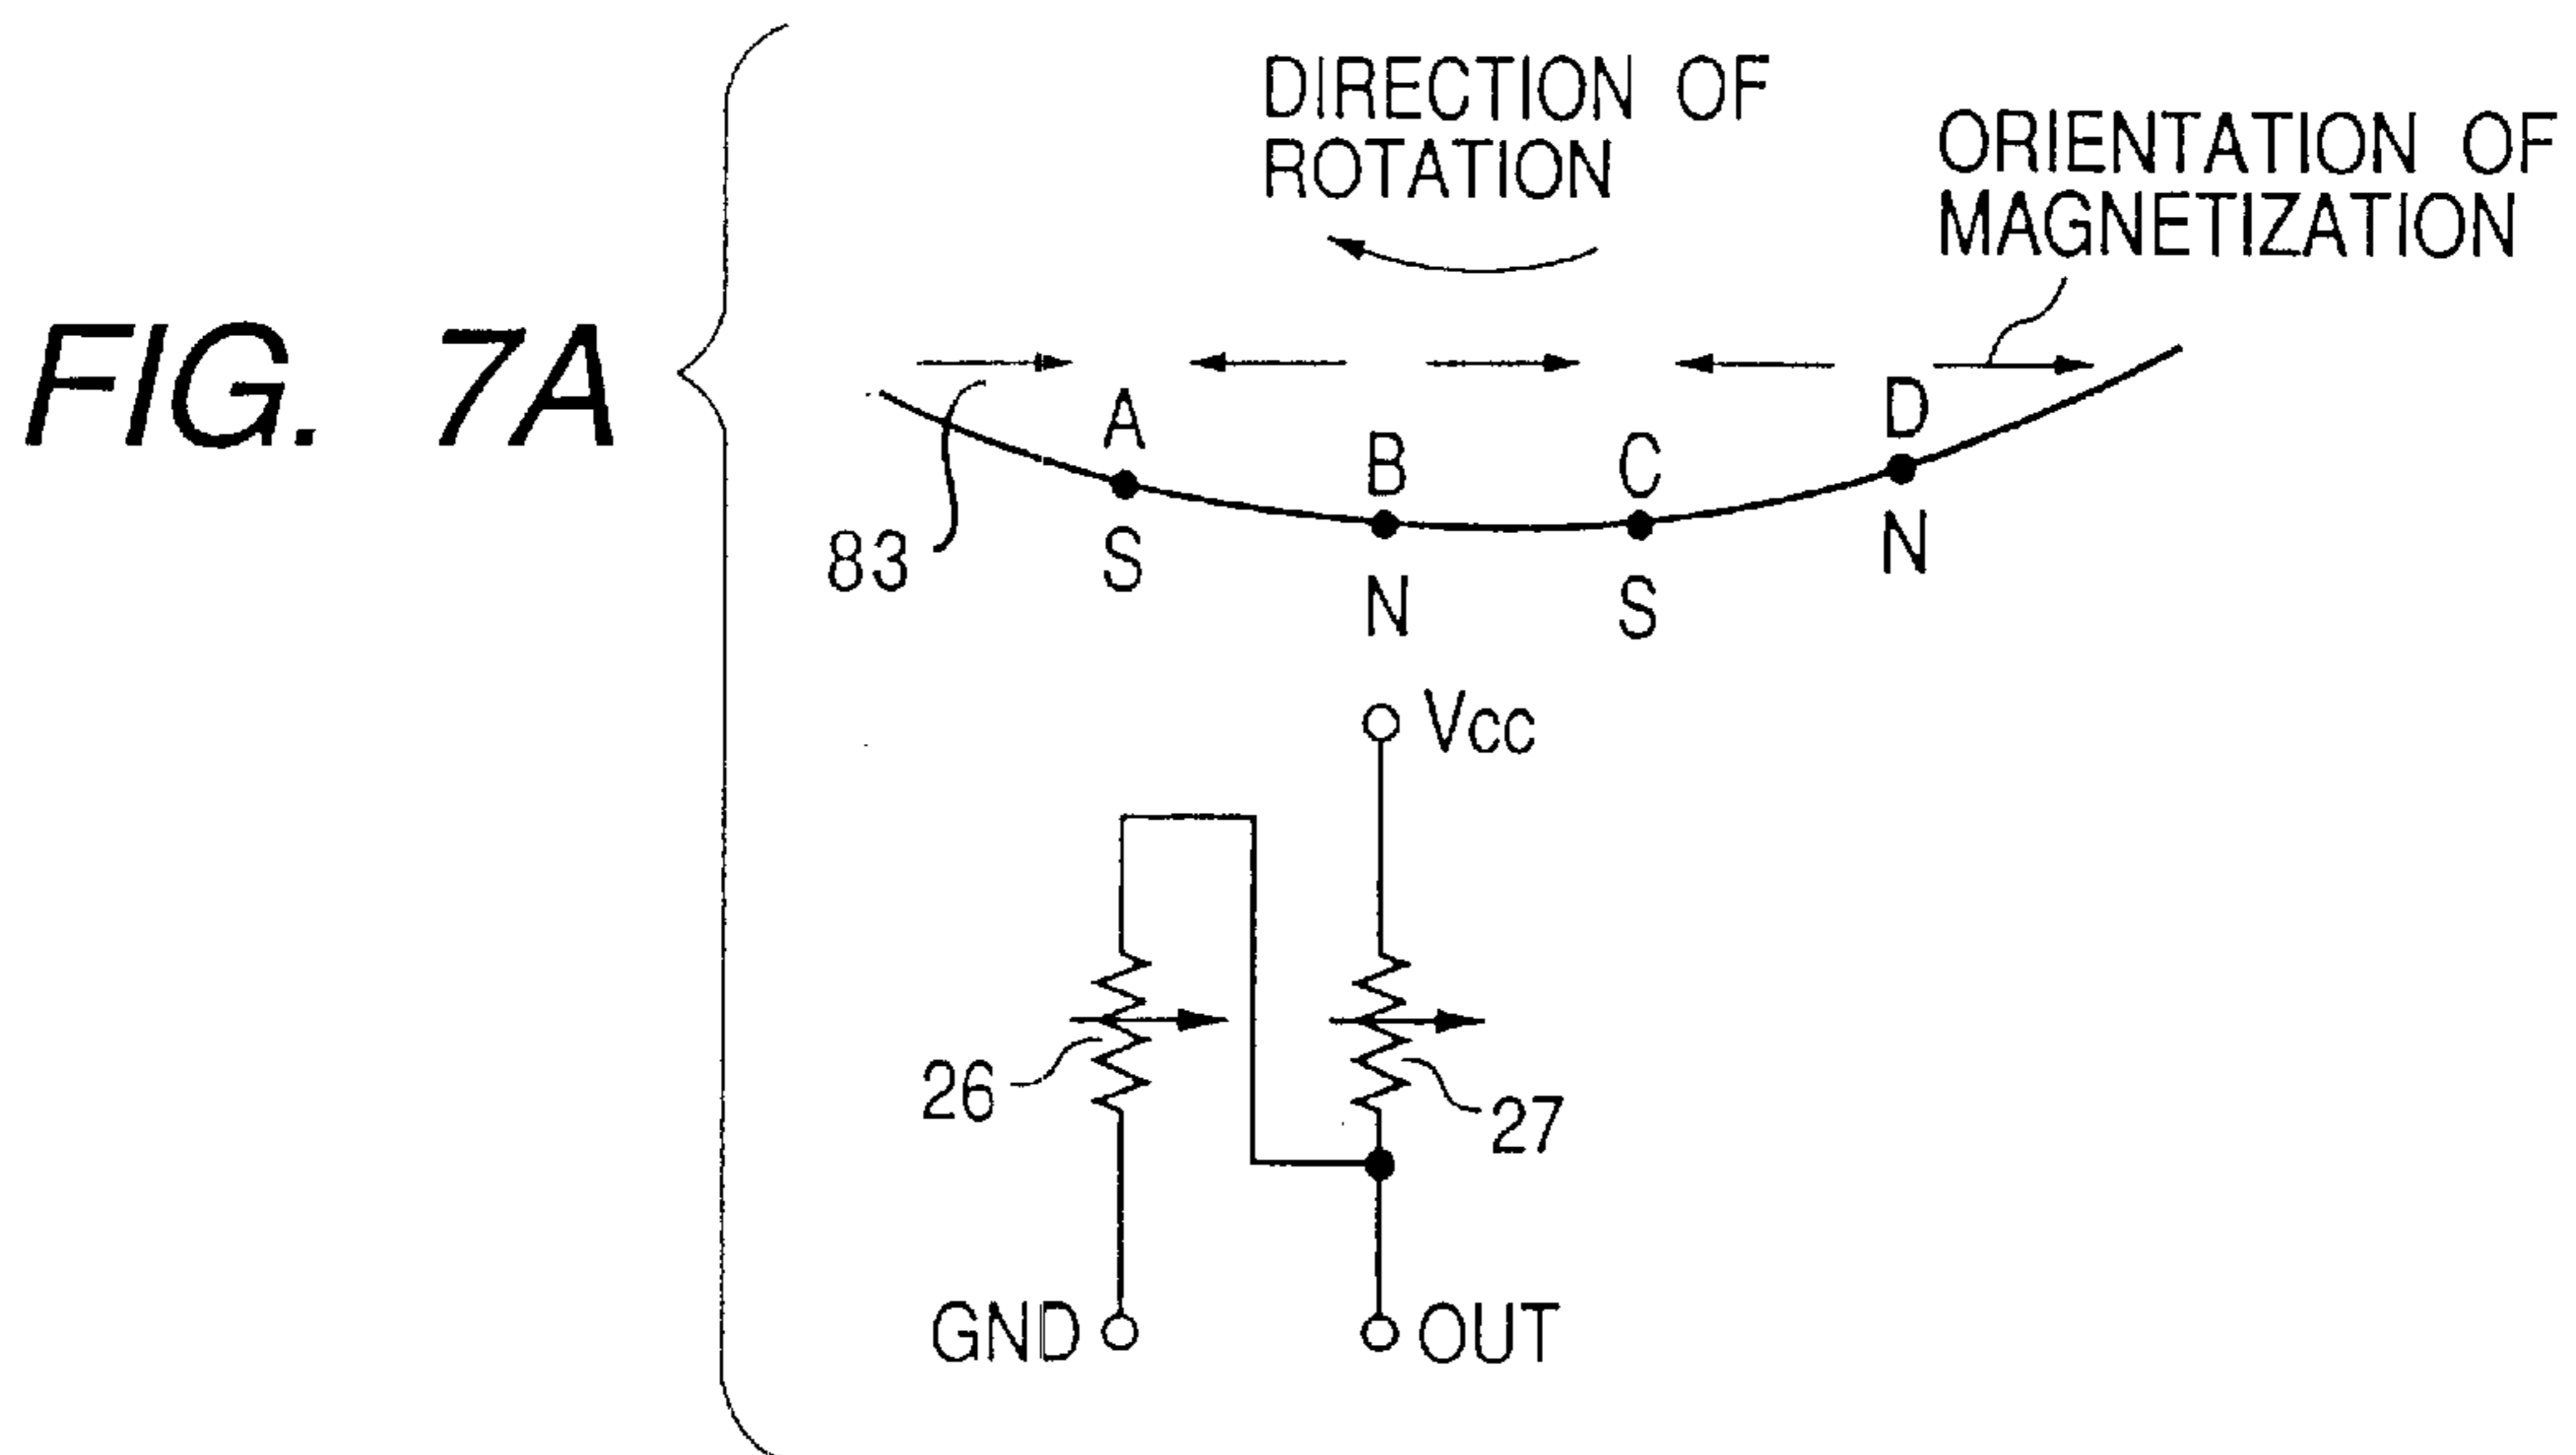 FIG. 7A
DIRECTION OF
ROTATION
ORIENTATION OF
MAGNETIZATION
A
B
C
D
83
S
N
S
N
Vcc
26
27
GND
OUT